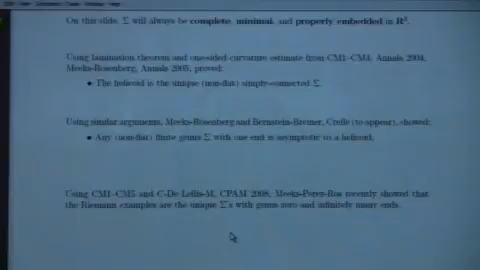 On this slide, Σ will always be complete, minimal, and properly embedded in R³.
Using lamination theorem and one-sided curvature estimate from CM1–CM4, Annals 2004,
Meeks-Rosenberg, Annals 2005, proved:
• The helicoid is the unique (non-flat) simply-connected Σ.
Using similar arguments, Meeks-Rosenberg and Bernstein-Breiner, Crelle (to appear), showed:
• Any (non-flat) finite genus Σ with one end is asymptotic to a helicoid.
Using CM1–CM5 and C-De Lellis-M, CPAM 2008, Meeks-Perez-Ros recently showed that
the Riemann examples are the unique Σ's with genus zero and infinitely many ends.